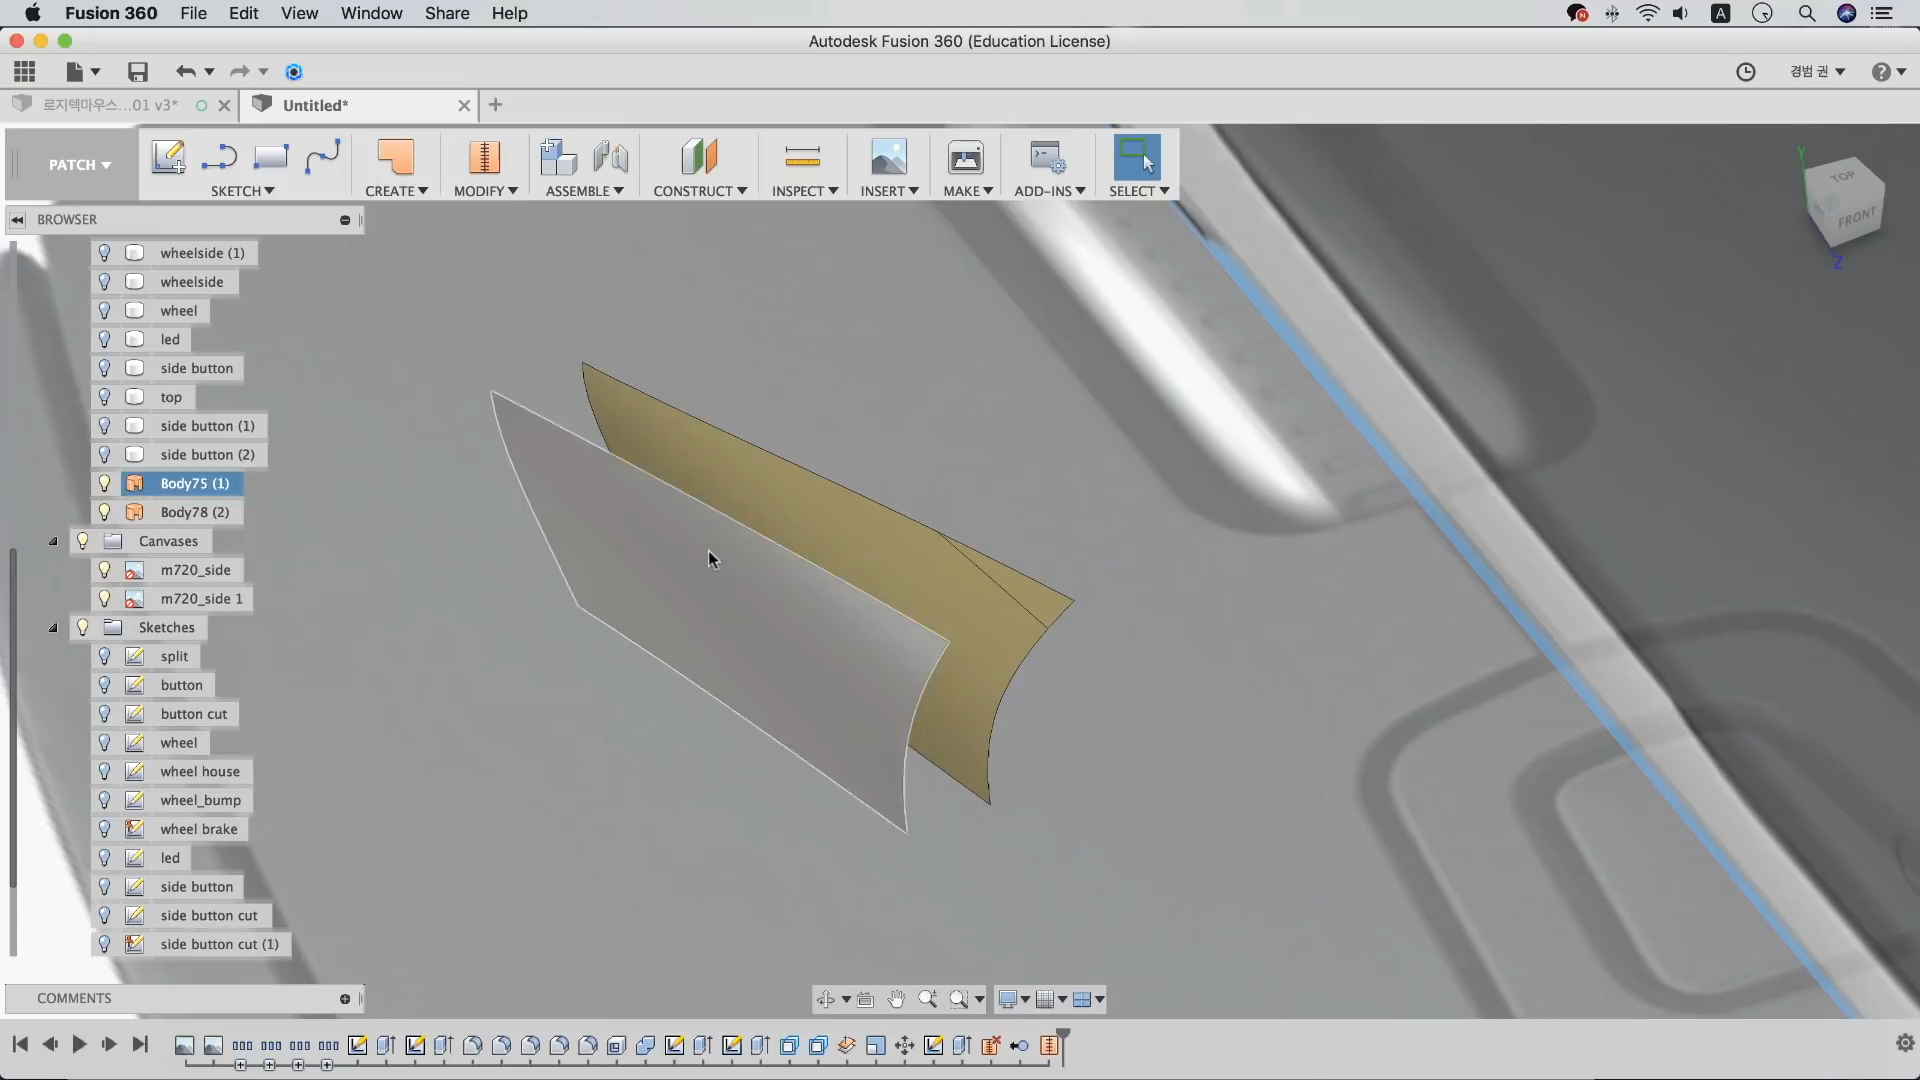 Fusion 360 File Edit View Window Share Help
Autodesk Fusion 360 (Education License)
경범 권
로지텍마우스...01 v3* Untitled*
PATCH
SKETCH CREATE MODIFY ASSEMBLE CONSTRUCT INSPECT INSERT MAKE ADD-INS SELECT
BROWSER
wheelside (1)
wheelside
wheel
led
side button
top
side button (1)
side button (2)
Body75 (1)
Body78 (2)
Canvases
m720_side
m720_side 1
Sketches
split
button
button cut
wheel
wheel house
wheel_bump
wheel brake
led
side button
side button cut
side button cut (1)
COMMENTS
Y
TOP
FRONT
Z
A